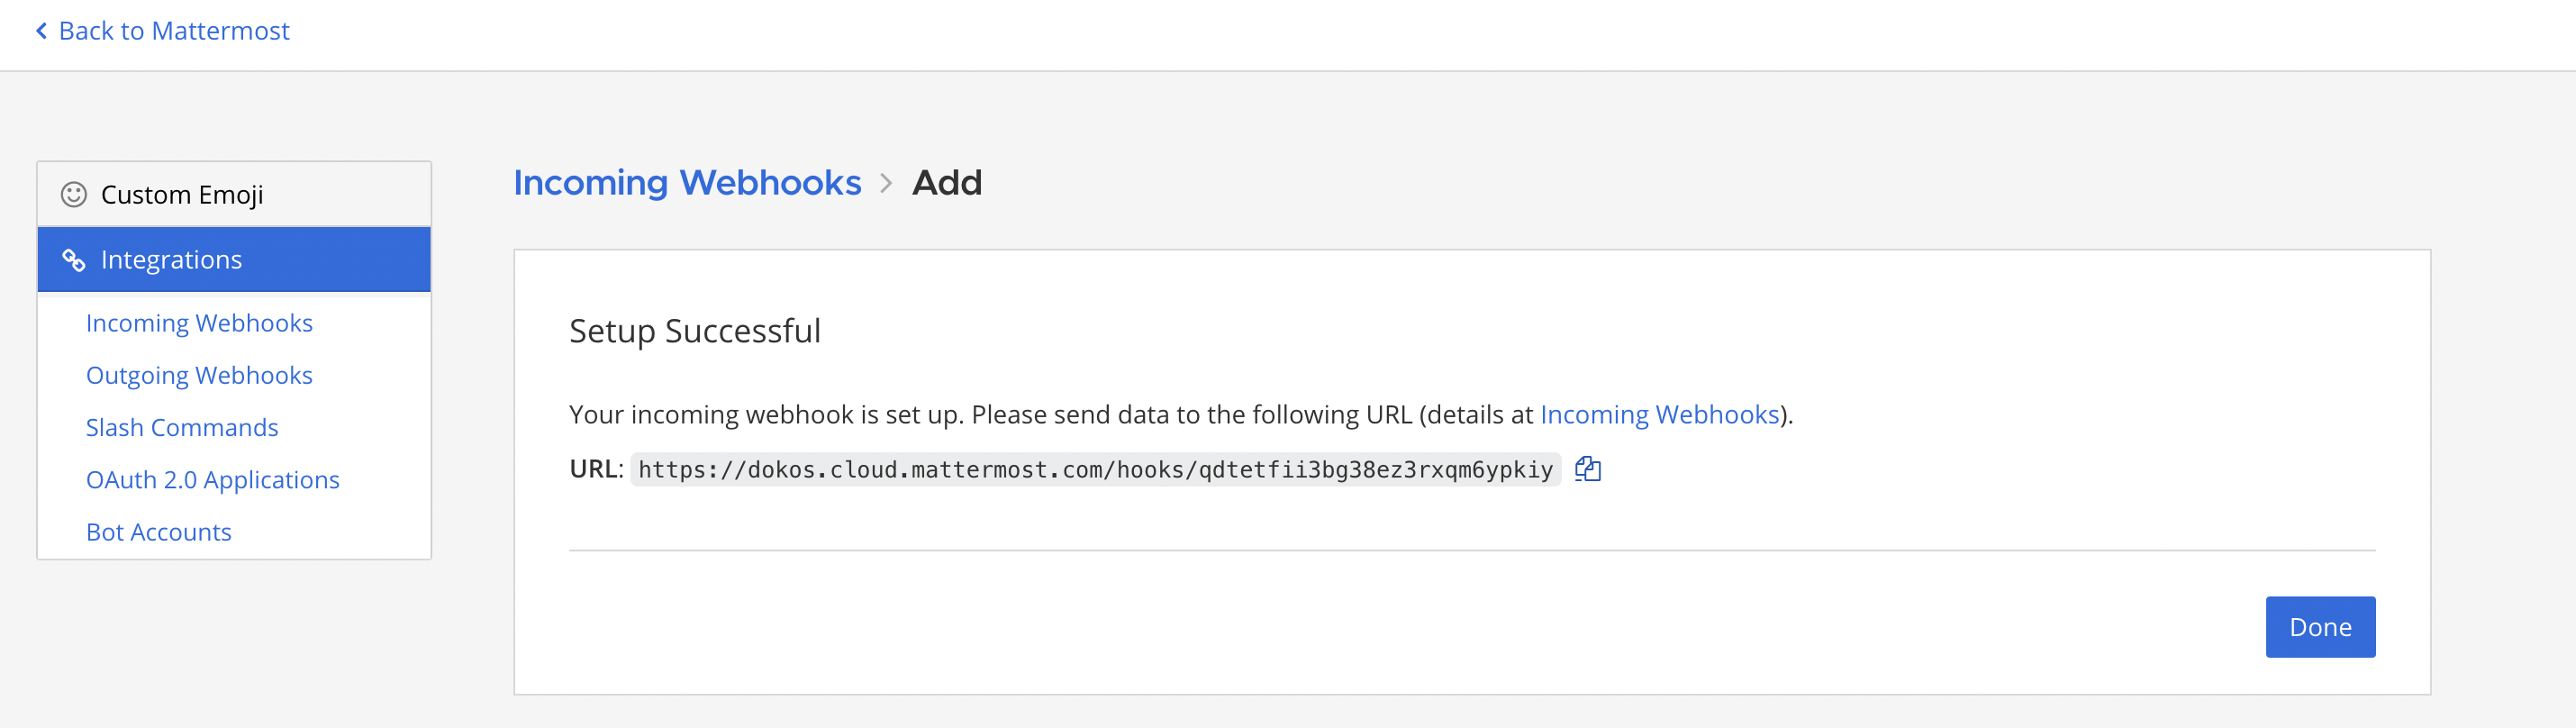 Back to Mattermost
Custom Emoji
Integrations
Incoming Webhooks
Outgoing Webhooks
Slash Commands
OAuth 2.0 Applications
Bot Accounts
Incoming Webhooks > Add
Setup Successful
Your incoming webhook is set up. Please send data to the following URL (details at Incoming Webhooks).
URL: https://dokos.cloud.mattermost.com/hooks/qdtetfii3bg38ez3rxqm6ypkiy
Done